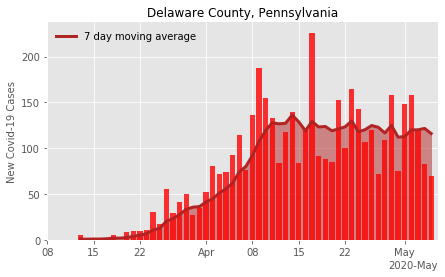 Delaware County, Pennsylvania
7 day moving average
New Covid-19 Cases
200
150
100
50
0
08 15 22 Apr 08 15 22 May
2020-May